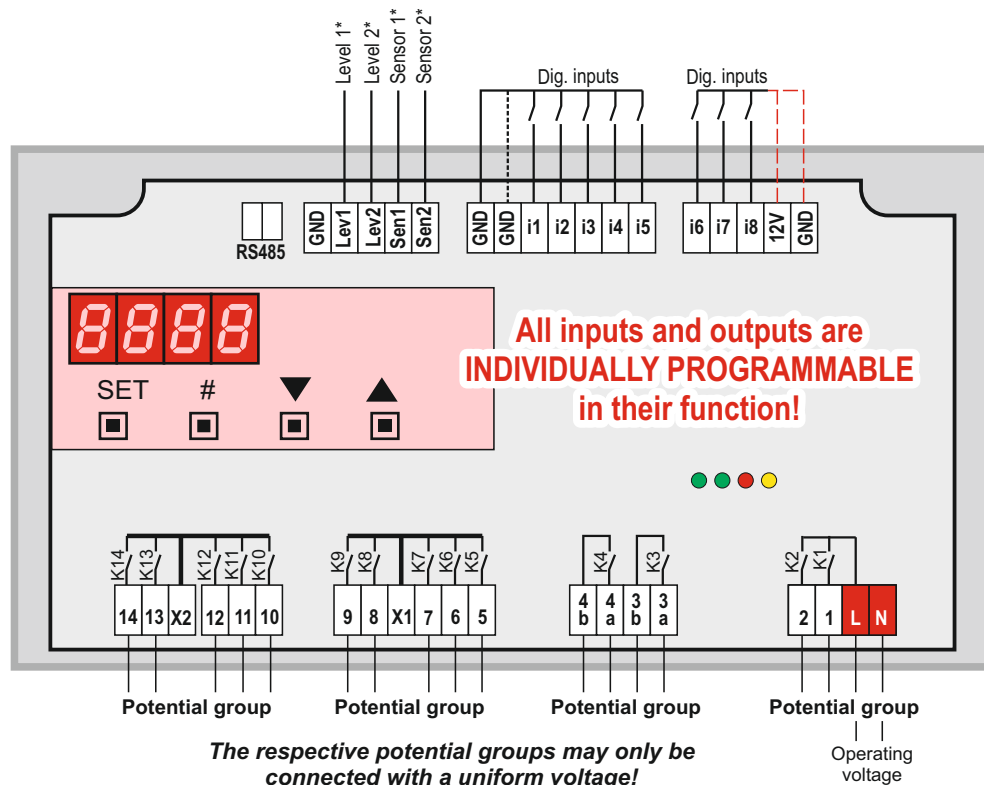 Level 1*
Level 2*
Sensor 1*
Sensor 2*
Dig. inputs
Dig. inputs
RS485
GND Lev1 Lev2 Sen1 Sen2
GND GND i1 i2 i3 i4 i5
i6 i7 i8 12V GND
8888
All inputs and outputs are
INDIVIDUALLY PROGRAMMABLE
in their function!
SET # ▼ ▲
K14 K13 K12 K11 K10
K9 K8 K7 K6 K5
K4 K3
K2 K1
14 13 X2 12 11 10
9 8 X1 7 6 5
4b 4a 3b 3a
2 1 L N
Potential group
Potential group
Potential group
Potential group
The respective potential groups may only be
connected with a uniform voltage!
Operating
voltage